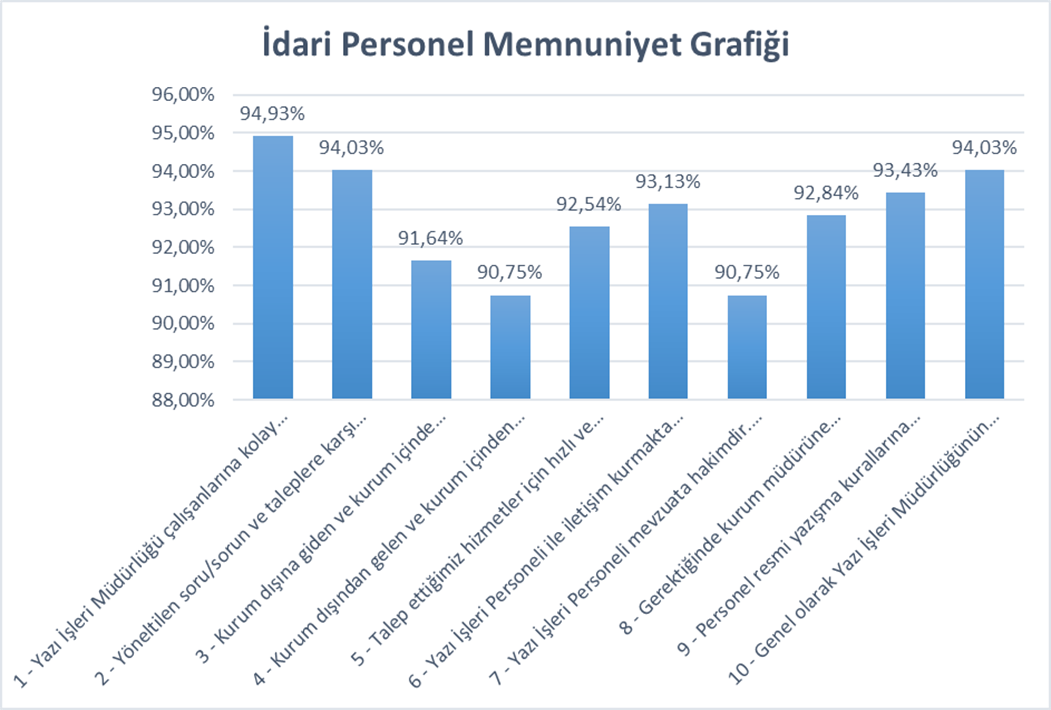 İdari Personel Memnuniyet Grafiği
96,00%
95,00%
94,00%
93,00%
92,00%
91,00%
90,00%
89,00%
88,00%
94,93%
94,03%
91,64%
90,75%
92,54%
93,13%
90,75%
92,84%
93,43%
94,03%
1 - Yazı İşleri Müdürlüğü çalışanlarına kolay...
2 - Yöneltilen soru/sorun ve taleplere karşı...
3 - Kurum dışına giden ve kurum içinde...
4 - Kurum dışından gelen ve kurum içinden...
5 - Talep ettiğimiz hizmetler için hızlı ve...
6 - Yazı İşleri Personeli ile iletişim kurmakta...
7 - Yazı İşleri Personeli mevzuata hakimdir....
8 - Gerektiğinde kurum müdürüne...
9 - Personel resmi yazışma kurallarına...
10 - Genel olarak Yazı İşleri Müdürlüğünün...